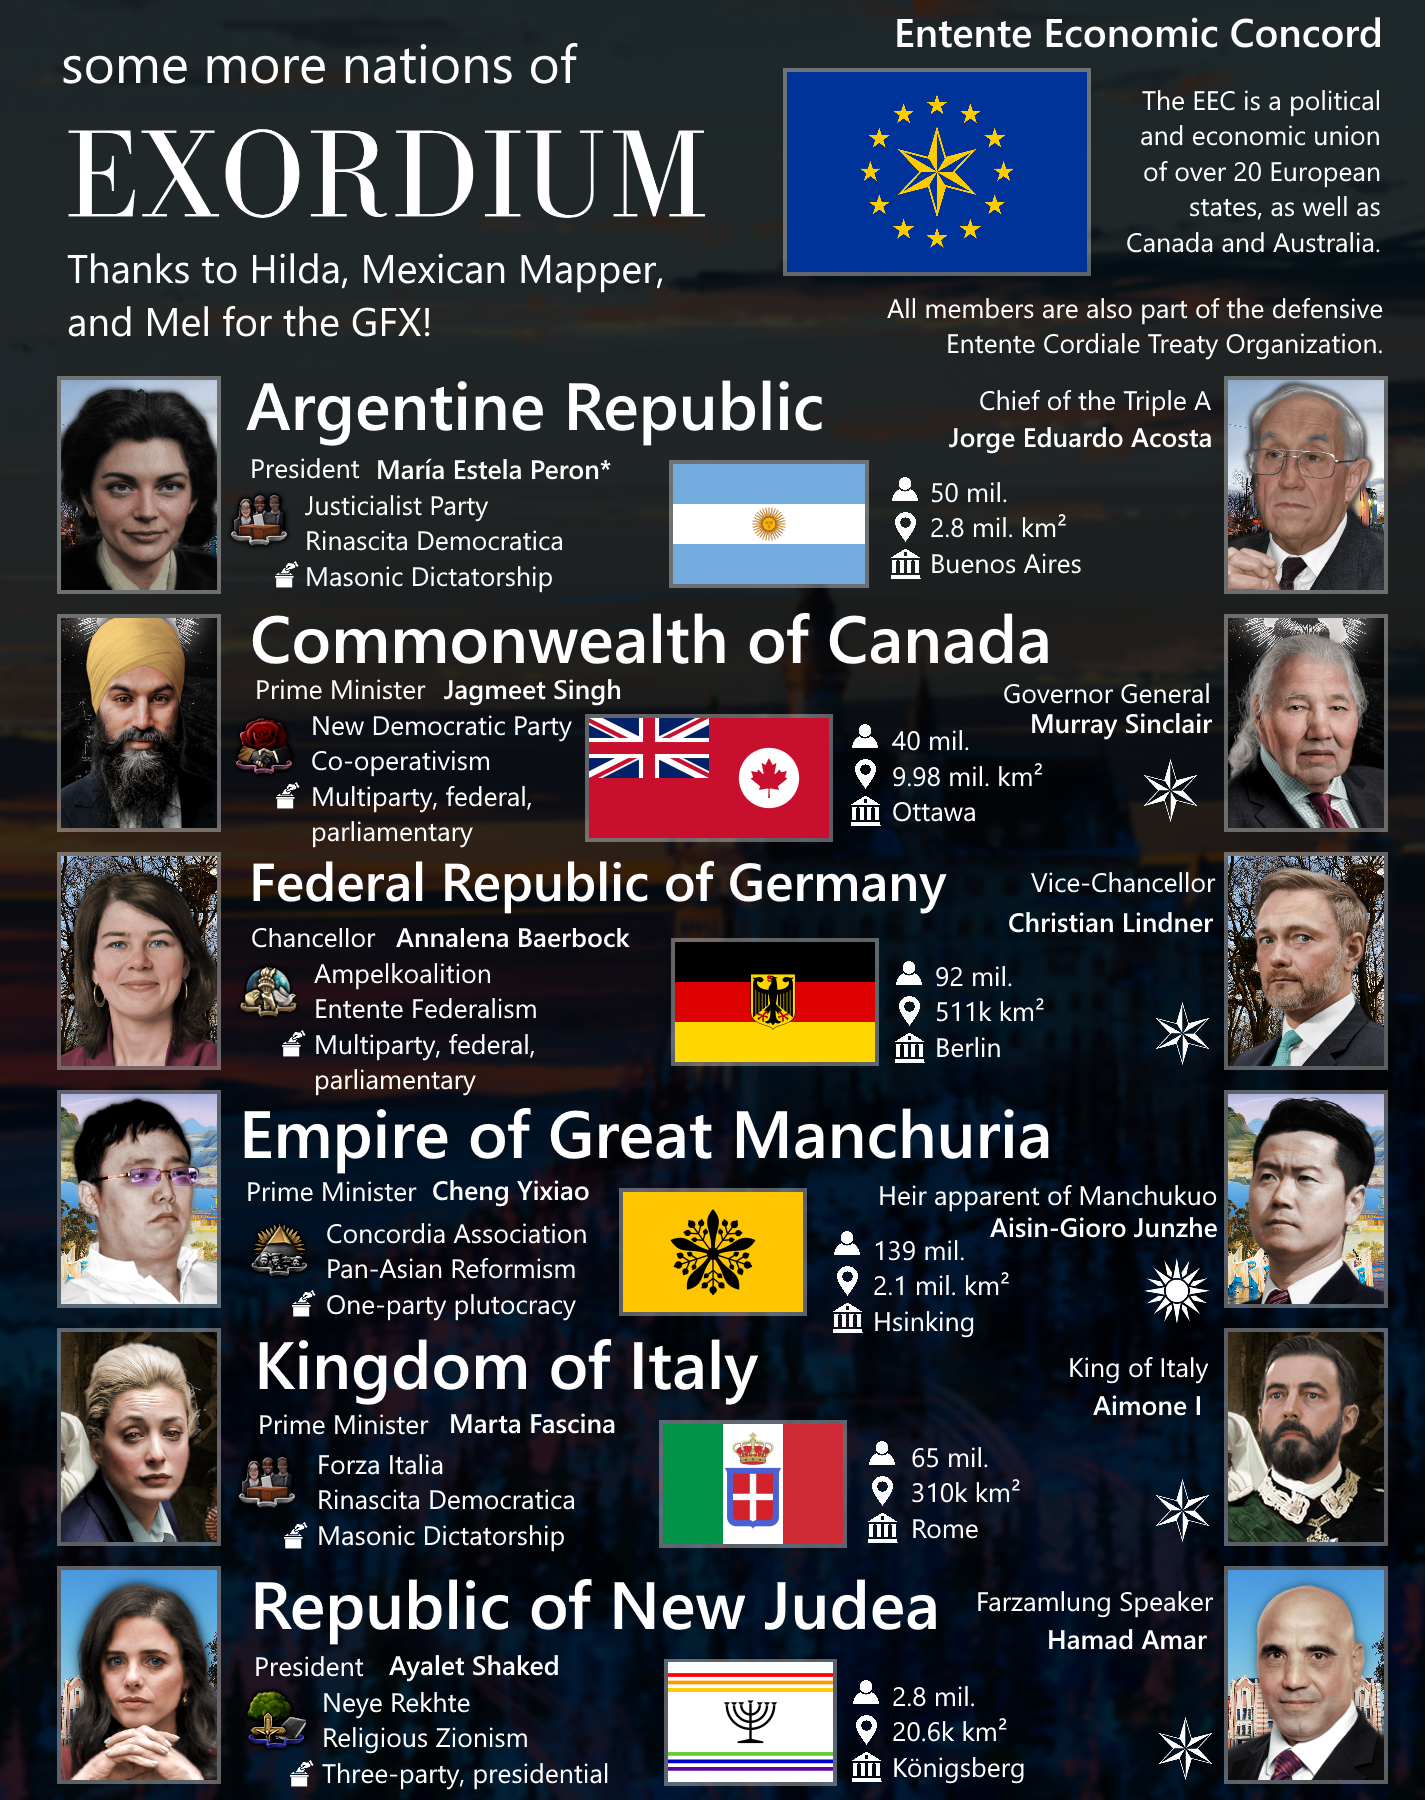 some more nations of
EXORDIUM
Thanks to Hilda, Mexican Mapper,
and Mel for the GFX!
Entente Economic Concord
The EEC is a political
and economic union
of over 20 European
states, as well as
Canada and Australia.
All members are also part of the defensive
Entente Cordiale Treaty Organization.
Argentine Republic
President María Estela Peron*
Justicialist Party
Rinascita Democratica
Masonic Dictatorship
50 mil.
2.8 mil. km²
Buenos Aires
Chief of the Triple A
Jorge Eduardo Acosta
Commonwealth of Canada
Prime Minister Jagmeet Singh
New Democratic Party
Co-operativism
Multiparty, federal,
parliamentary
40 mil.
9.98 mil. km²
Ottawa
Governor General
Murray Sinclair
Federal Republic of Germany
Chancellor Annalena Baerbock
Ampelkoalition
Entente Federalism
Multiparty, federal,
parliamentary
92 mil.
511k km²
Berlin
Vice-Chancellor
Christian Lindner
Empire of Great Manchuria
Prime Minister Cheng Yixiao
Concordia Association
Pan-Asian Reformism
One-party plutocracy
139 mil.
2.1 mil. km²
Hsinking
Heir apparent of Manchukuo
Aisin-Gioro Junzhe
Kingdom of Italy
Prime Minister Marta Fascina
Forza Italia
Rinascita Democratica
Masonic Dictatorship
65 mil.
310k km²
Rome
King of Italy
Aimone I
Republic of New Judea
President Ayalet Shaked
Neye Rekhte
Religious Zionism
Three-party, presidential
2.8 mil.
20.6k km²
Königsberg
Farzamlung Speaker
Hamad Amar